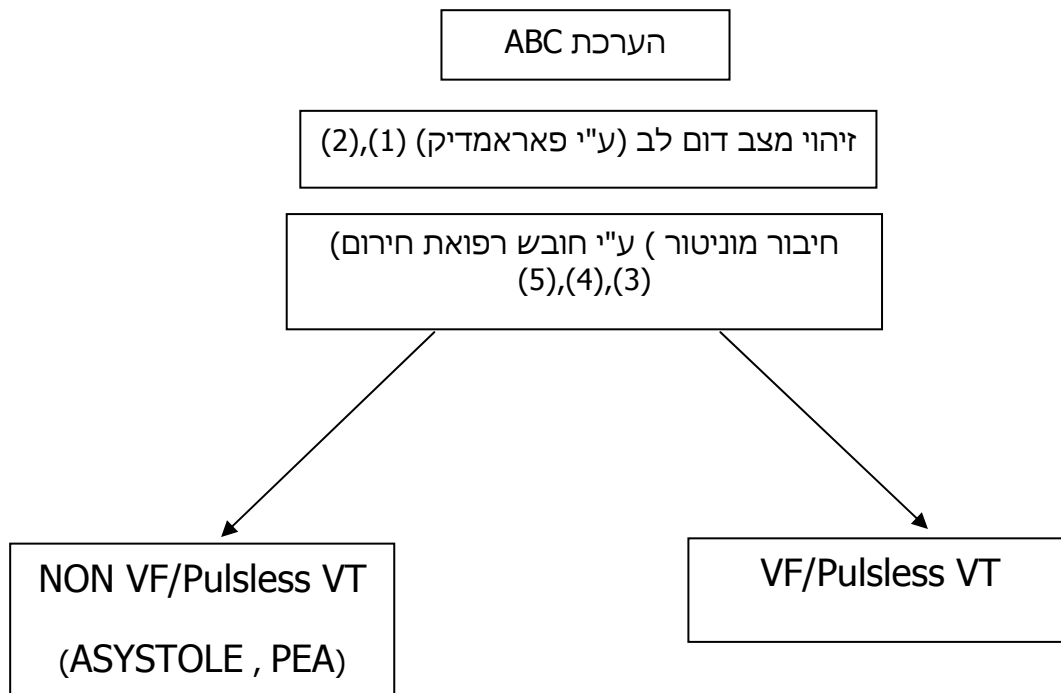 הערכת ABC
זיהוי מצב דום לב (ע"י פאראמדיק) (1),(2)
חיבור מוניטור ) ע"י חובש רפואת חירום)
(3),(4),(5)
NON VF/Pulsless VT
(ASYSTOLE , PEA)
VF/Pulsless VT